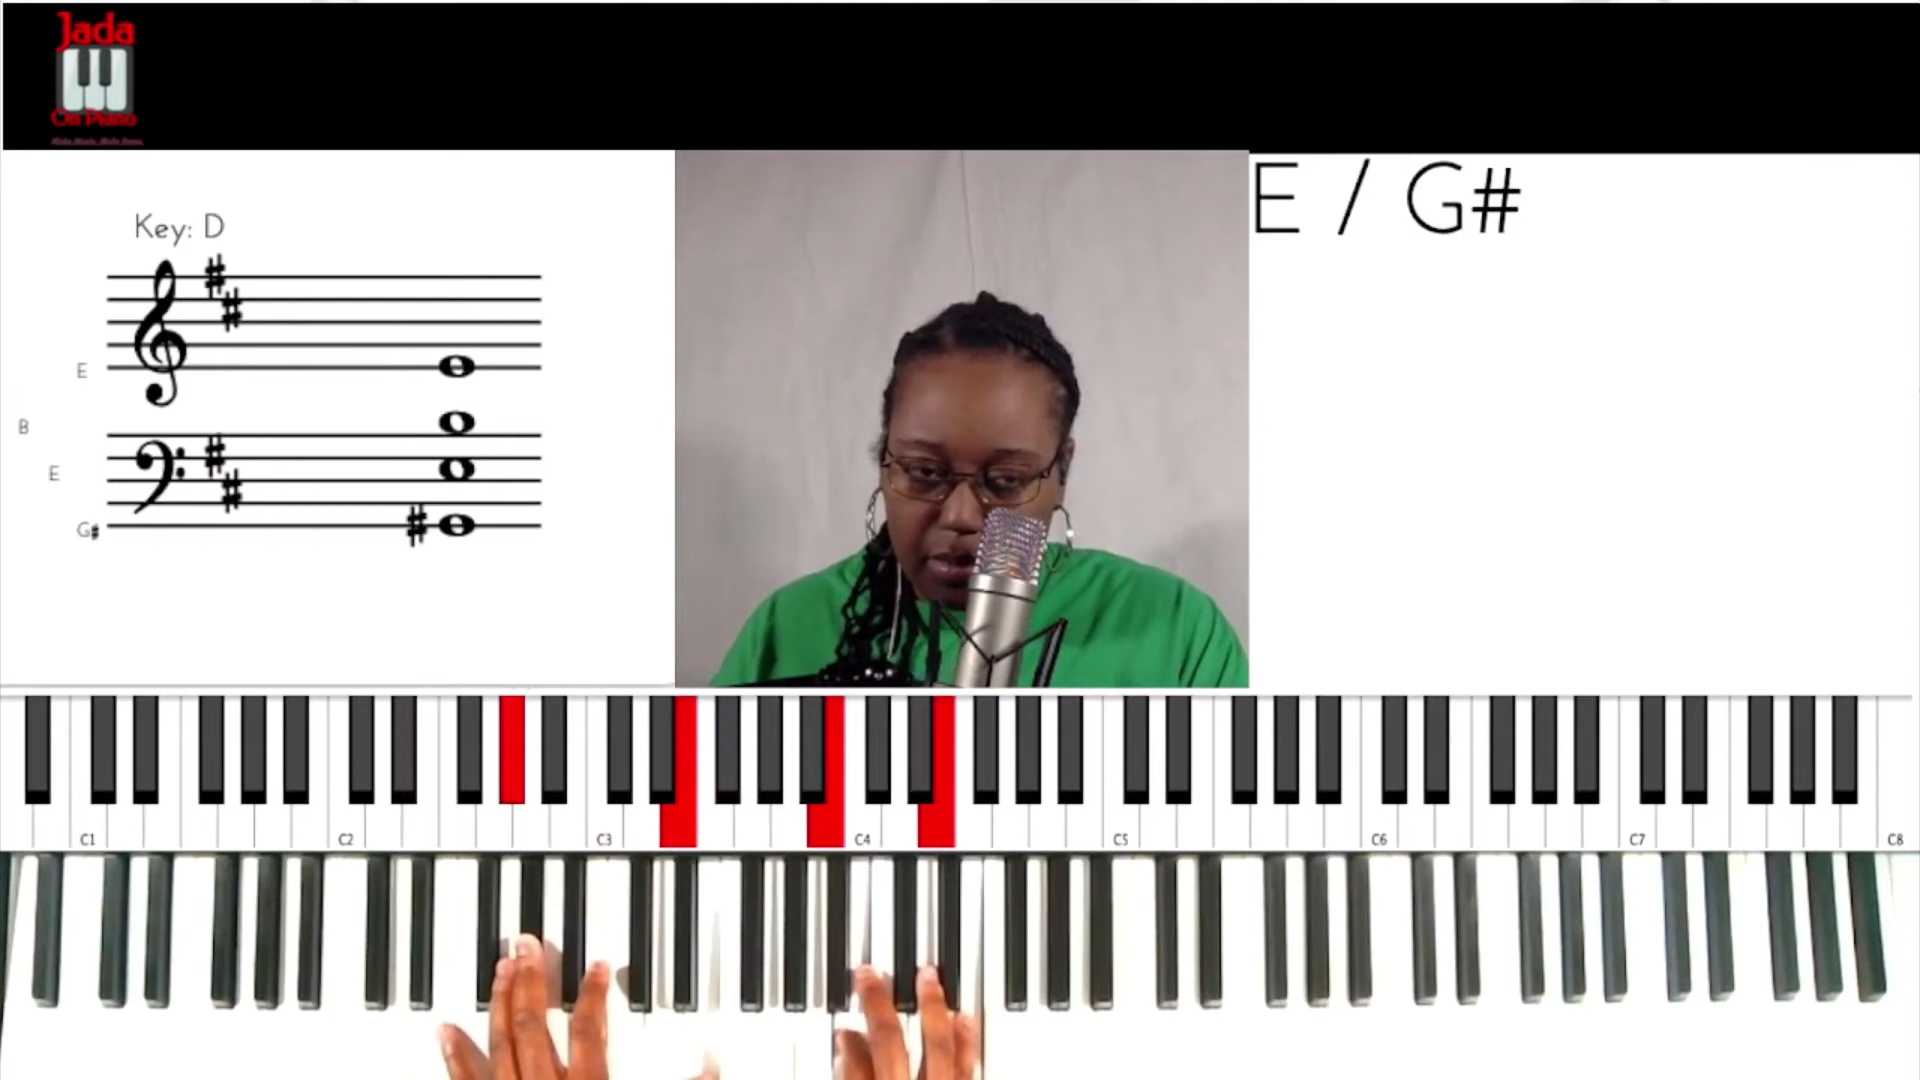 Jada
On Piano
E / G#
Key: D
E
B
E
G#
C1 C2 C3 C4 C5 C6 C7 C8